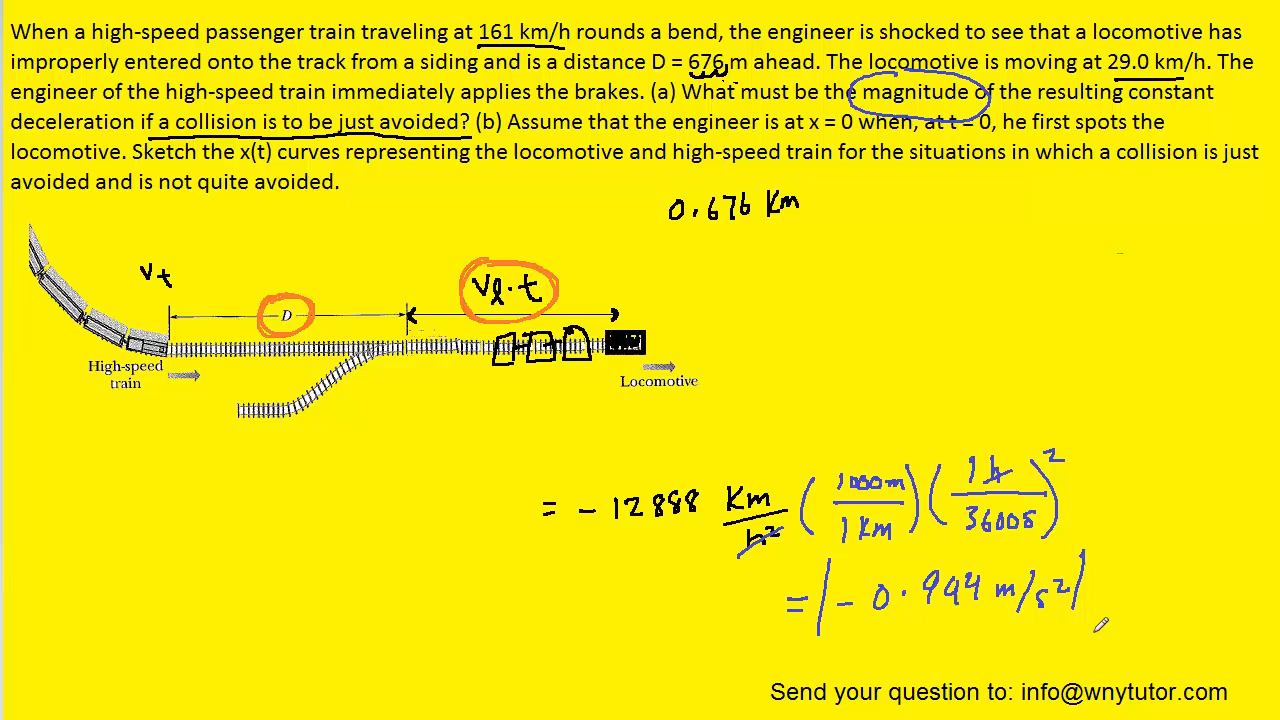 When a high-speed passenger train traveling at 161 km/h rounds a bend, the engineer is shocked to see that a locomotive has
improperly entered onto the track from a siding and is a distance D = 676 m ahead. The locomotive is moving at 29.0 km/h. The
engineer of the high-speed train immediately applies the brakes. (a) What must be the magnitude of the resulting constant
deceleration if a collision is to be just avoided? (b) Assume that the engineer is at x = 0 when, at t = 0, he first spots the
locomotive. Sketch the x(t) curves representing the locomotive and high-speed train for the situations in which a collision is just
avoided and is not quite avoided.
0.676 Km
Vt
D
Vl·t
High-speed
train
Locomotive
= - 12888 Km/h² (1000m/1Km) (1h/3600s)²
= |- 0.994 m/s²|
Send your question to: info@wnytutor.com